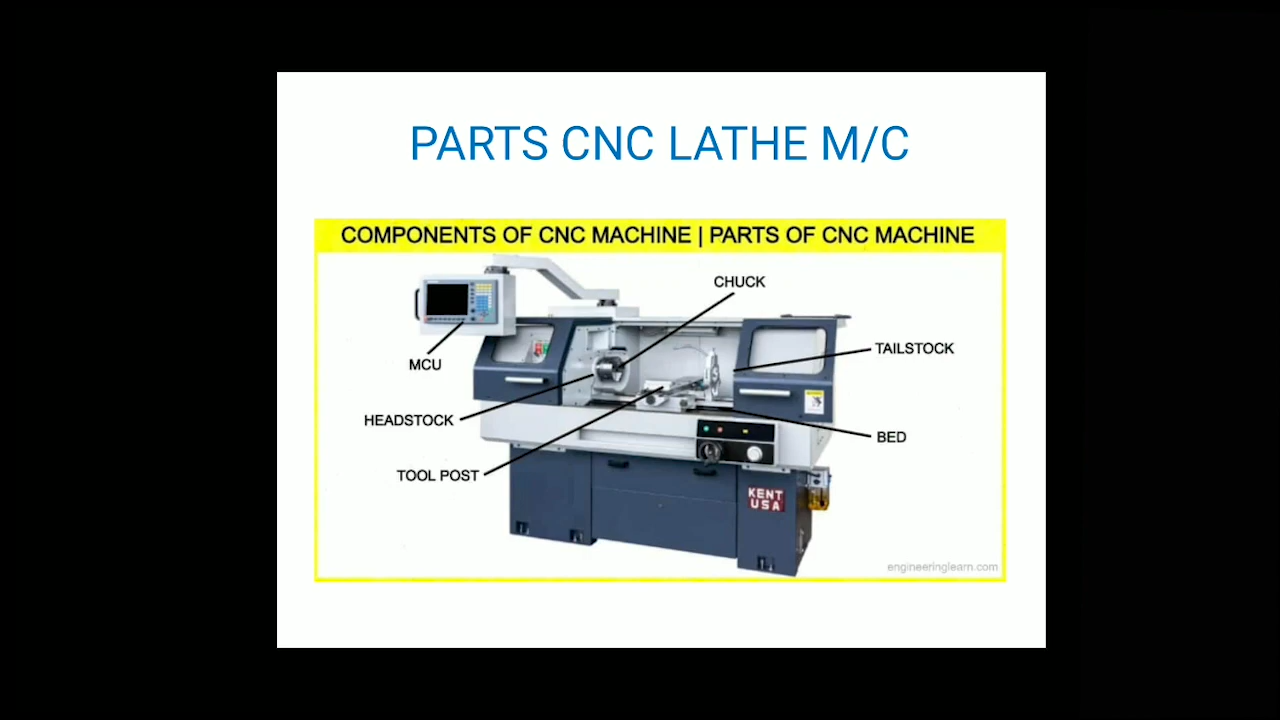 PARTS CNC LATHE M/C
COMPONENTS OF CNC MACHINE | PARTS OF CNC MACHINE
CHUCK
MCU
TAILSTOCK
HEADSTOCK
BED
TOOL POST
KENT
USA
engineeringlearn.com